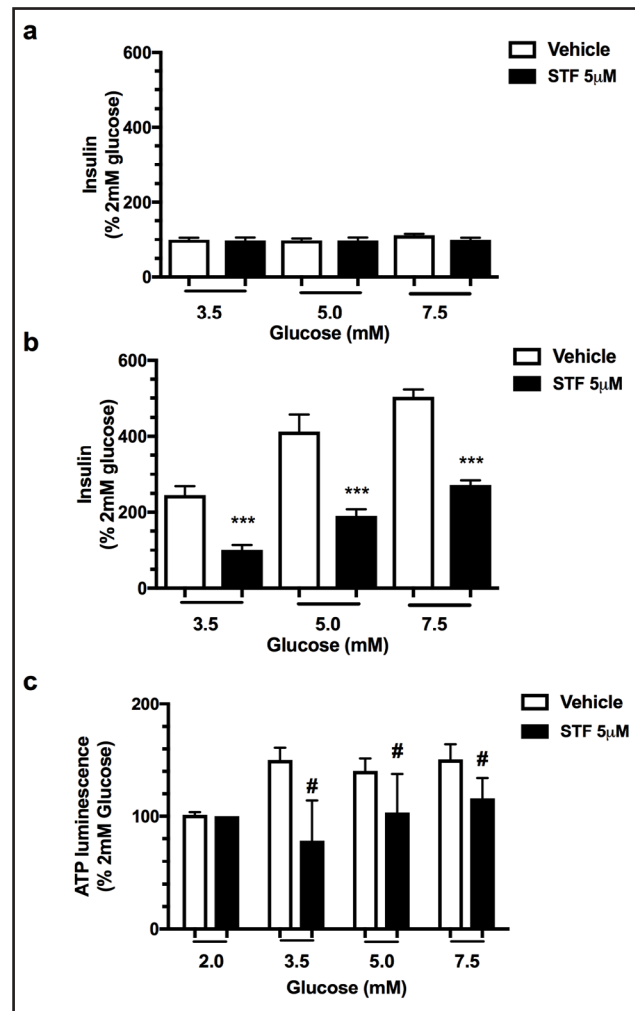 a
Vehicle
STF 5μM
600
400
200
0
Insulin
(% 2mM glucose)
3.5 5.0 7.5
Glucose (mM)
b
Vehicle
STF 5μM
600
400
200
0
Insulin
(% 2mM glucose)
*** *** ***
3.5 5.0 7.5
Glucose (mM)
c
Vehicle
STF 5μM
200
100
0
ATP luminescence
(% 2mM Glucose)
# # #
2.0 3.5 5.0 7.5
Glucose (mM)